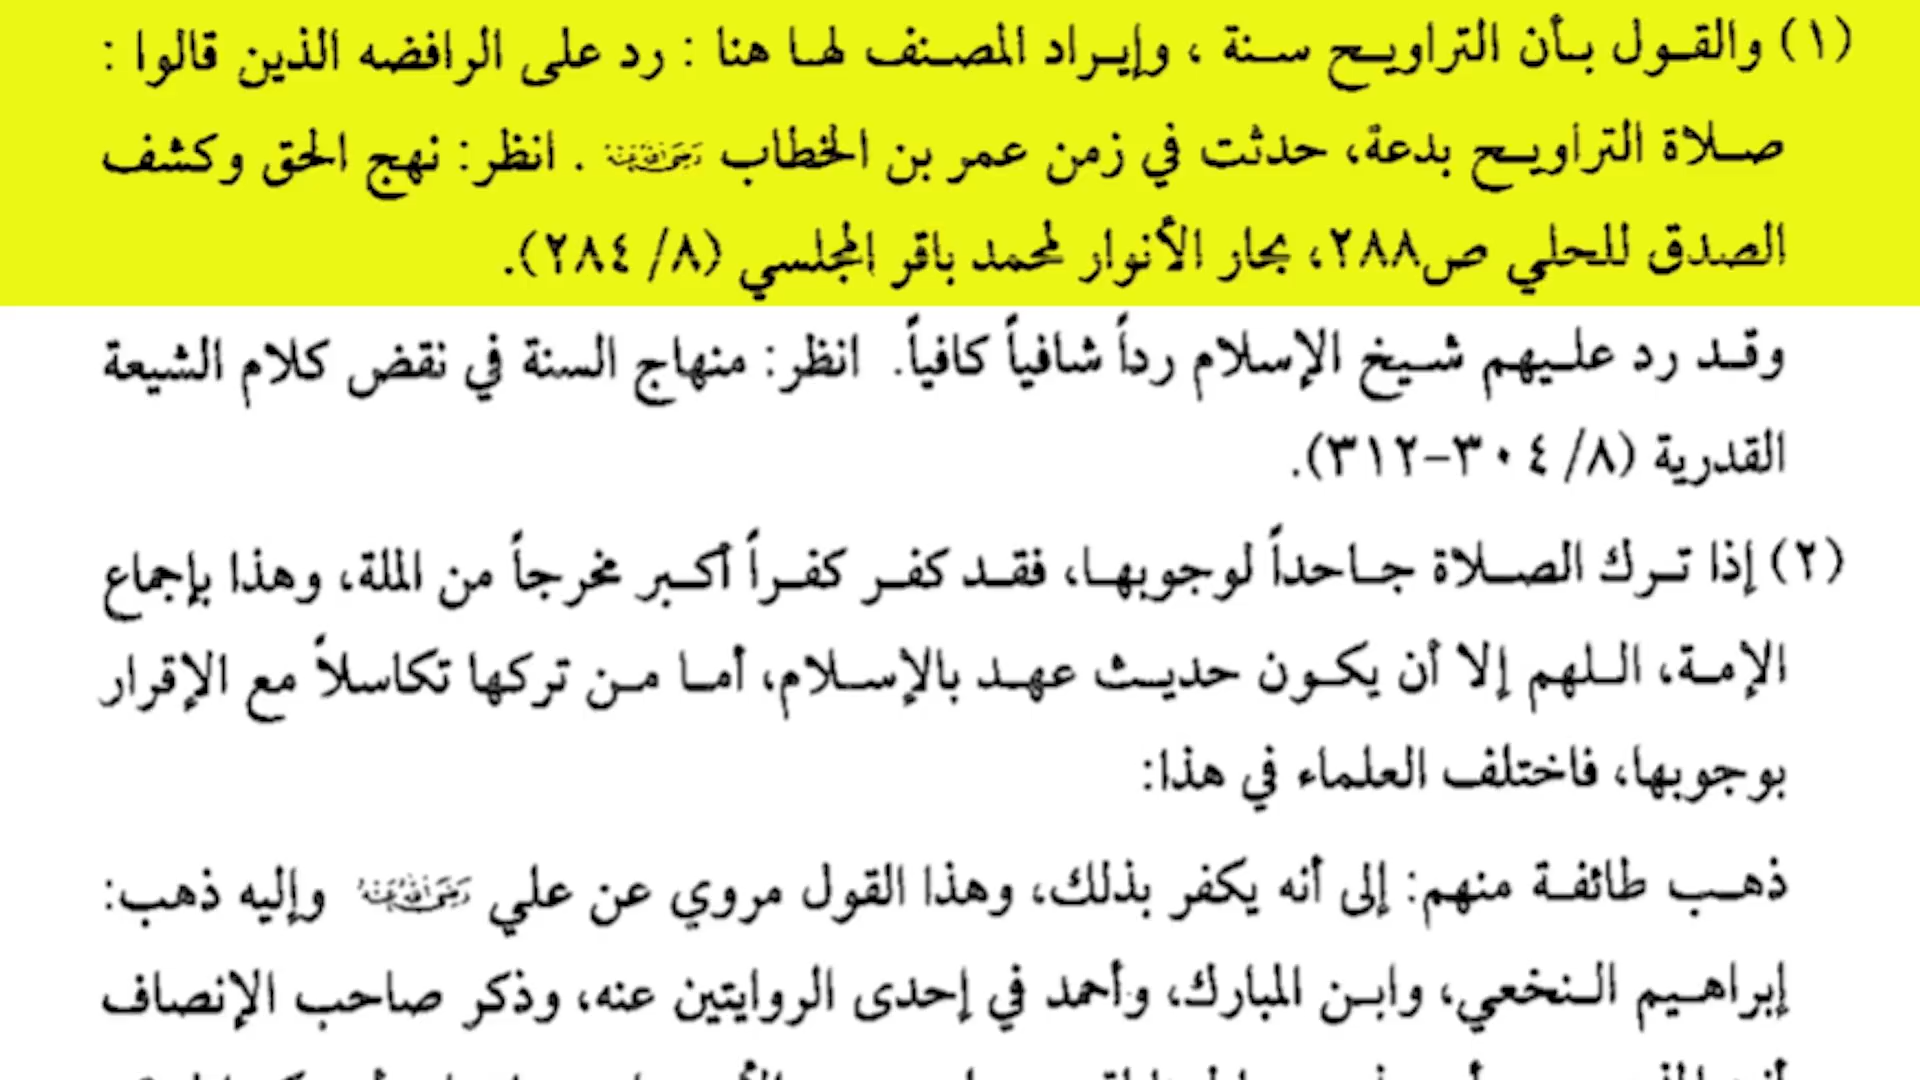 (١) والقول بأن التراويح سنة ، وإيراد المصنف لها هنا : رد على الرافضه الذين قالوا :
صلاة التراويح بدعة، حدثت في زمن عمر بن الخطاب رضي الله عنه . انظر: نهج الحق وكشف
الصدق للحلي ص٢٨٨، بحار الأنوار لمحمد باقر المجلسي (٨/ ٢٨٤).
وقد رد عليهم شيخ الإسلام رداً شافياً كافياً. انظر: منهاج السنة في نقض كلام الشيعة
القدرية (٨/ ٣٠٤-٣١٢).
(٢) إذا ترك الصلاة جاحداً لوجوبها، فقد كفر كفراً أكبر مخرجاً من الملة، وهذا بإجماع
الإمة، اللهم إلا أن يكون حديث عهد بالإسلام، أما من تركها تكاسلاً مع الإقرار
بوجوبها، فاختلف العلماء في هذا:
ذهب طائفة منهم: إلى أنه يكفر بذلك، وهذا القول مروي عن علي رضي الله عنه وإليه ذهب:
إبراهيم النخعي، وابن المبارك، وأحمد في إحدى الروايتين عنه، وذكر صاحب الإنصاف